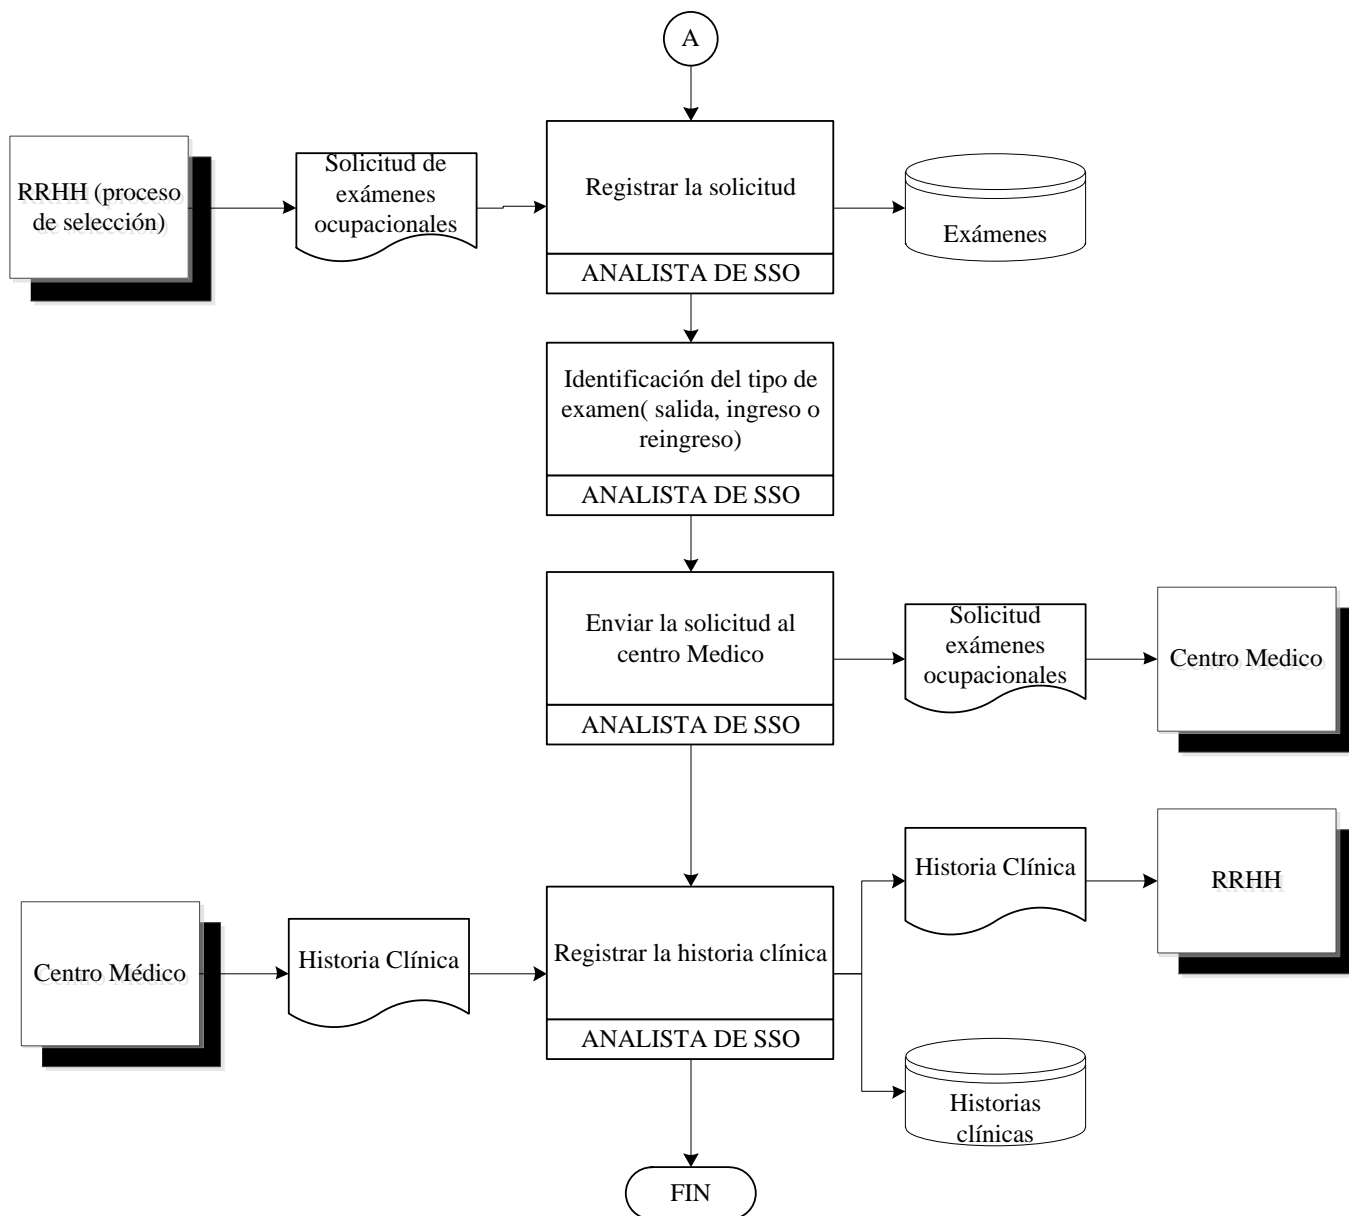 A
RRHH (proceso
de selección)
Solicitud de
exámenes
ocupacionales
Registrar la solicitud
ANALISTA DE SSO
Exámenes
Identificación del tipo de
examen( salida, ingreso o
reingreso)
ANALISTA DE SSO
Enviar la solicitud al
centro Medico
ANALISTA DE SSO
Solicitud
exámenes
ocupacionales
Centro Medico
Centro Médico
Historia Clínica
Registrar la historia clínica
ANALISTA DE SSO
Historia Clínica
RRHH
Historias
clínicas
FIN